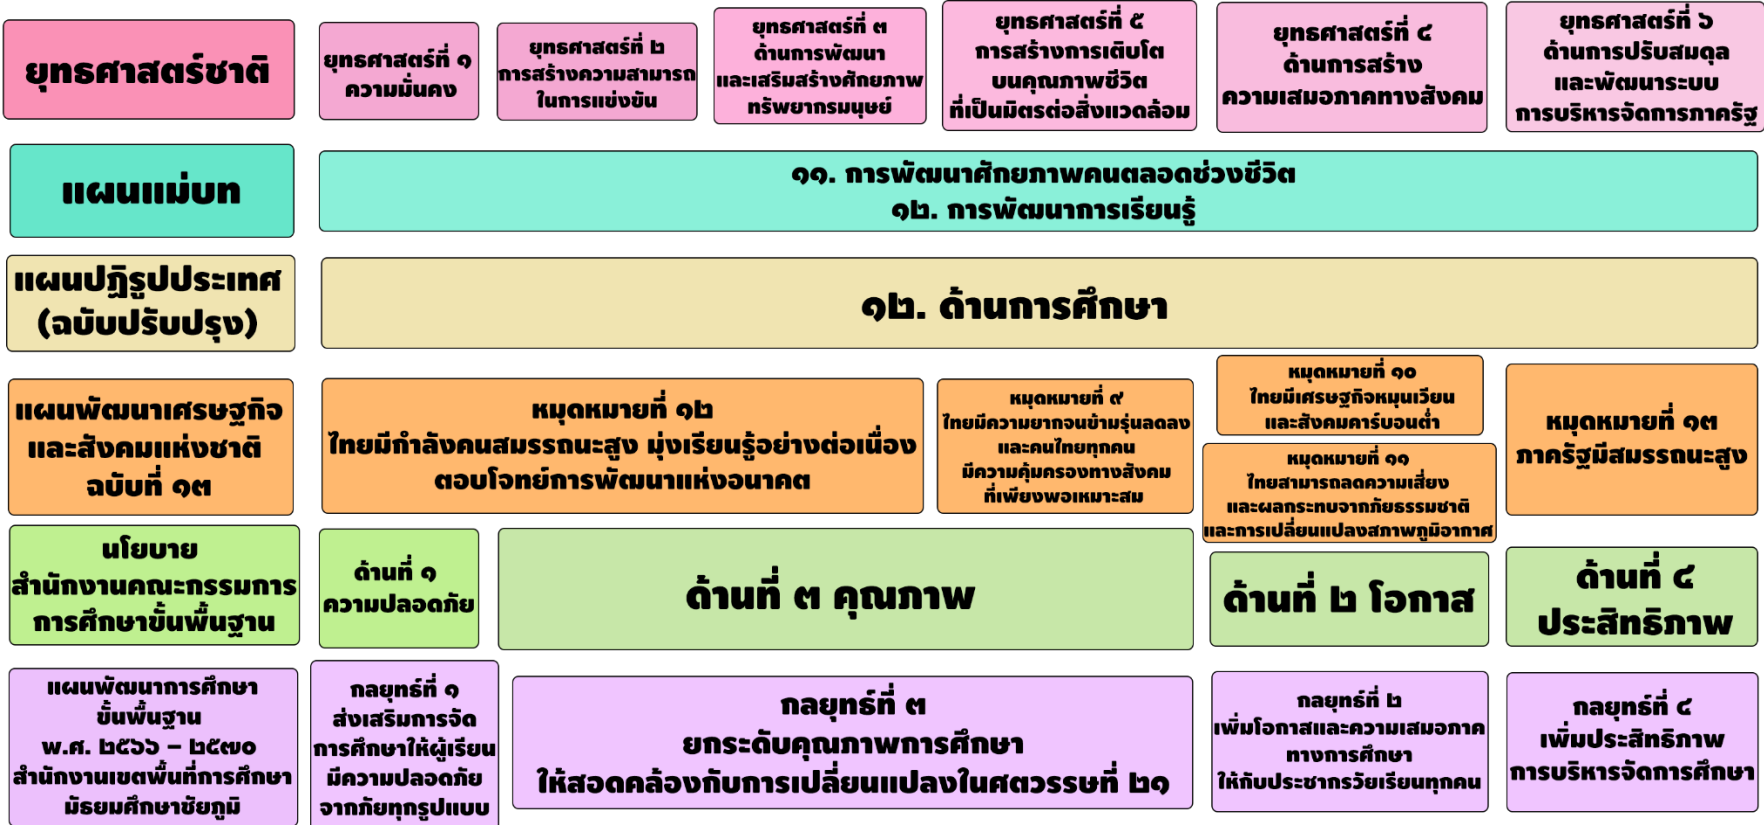 ยุทธศาสตร์ชาติ
ยุทธศาสตร์ที่ ๑
ความมั่นคง
ยุทธศาสตร์ที่ ๒
การสร้างความสามารถ
ในการแข่งขัน
ยุทธศาสตร์ที่ ๓
ด้านการพัฒนา
และเสริมสร้างศักยภาพ
ทรัพยากรมนุษย์
ยุทธศาสตร์ที่ ๕
การสร้างการเติบโต
บนคุณภาพชีวิต
ที่เป็นมิตรต่อสิ่งแวดล้อม
ยุทธศาสตร์ที่ ๔
ด้านการสร้าง
ความเสมอภาคทางสังคม
ยุทธศาสตร์ที่ ๖
ด้านการปรับสมดุล
และพัฒนาระบบ
การบริหารจัดการภาครัฐ
แผนแม่บท
๑๑. การพัฒนาศักยภาพคนตลอดช่วงชีวิต
๑๒. การพัฒนาการเรียนรู้
แผนปฏิรูปประเทศ
(ฉบับปรับปรุง)
๑๒. ด้านการศึกษา
แผนพัฒนาเศรษฐกิจ
และสังคมแห่งชาติ
ฉบับที่ ๑๓
หมุดหมายที่ ๑๒
ไทยมีกำลังคนสมรรถนะสูง มุ่งเรียนรู้อย่างต่อเนื่อง
ตอบโจทย์การพัฒนาแห่งอนาคต
หมุดหมายที่ ๙
ไทยมีความยากจนข้ามรุ่นลดลง
และคนไทยทุกคน
มีความคุ้มครองทางสังคม
ที่เพียงพอเหมาะสม
หมุดหมายที่ ๑๐
ไทยมีเศรษฐกิจหมุนเวียน
และสังคมคาร์บอนต่ำ
หมุดหมายที่ ๑๑
ไทยสามารถลดความเสี่ยง
และผลกระทบจากภัยธรรมชาติ
และการเปลี่ยนแปลงสภาพภูมิอากาศ
หมุดหมายที่ ๑๓
ภาครัฐมีสมรรถนะสูง
นโยบาย
สำนักงานคณะกรรมการ
การศึกษาขั้นพื้นฐาน
ด้านที่ ๑
ความปลอดภัย
ด้านที่ ๓ คุณภาพ
ด้านที่ ๒ โอกาส
ด้านที่ ๔
ประสิทธิภาพ
แผนพัฒนาการศึกษา
ขั้นพื้นฐาน
พ.ศ. ๒๕๖๖ – ๒๕๗๐
สำนักงานเขตพื้นที่การศึกษา
มัธยมศึกษาชัยภูมิ
กลยุทธ์ที่ ๑
ส่งเสริมการจัด
การศึกษาให้ผู้เรียน
มีความปลอดภัย
จากภัยทุกรูปแบบ
กลยุทธ์ที่ ๓
ยกระดับคุณภาพการศึกษา
ให้สอดคล้องกับการเปลี่ยนแปลงในศตวรรษที่ ๒๑
กลยุทธ์ที่ ๒
เพิ่มโอกาสและความเสมอภาค
ทางการศึกษา
ให้กับประชากรวัยเรียนทุกคน
กลยุทธ์ที่ ๔
เพิ่มประสิทธิภาพ
การบริหารจัดการศึกษา